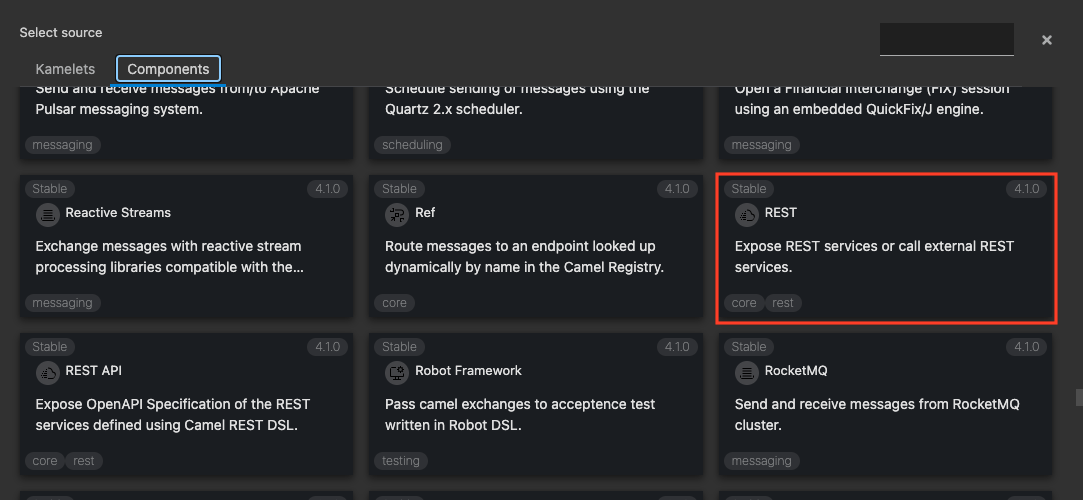 Select source
Kamelets Components
Send and receive messages from/to Apache
Pulsar messaging system.
messaging
Schedule sending of messages using the
Quartz 2.x scheduler.
scheduling
Open a Financial Interchange (FIX) session
using an embedded QuickFix/J engine.
messaging
Stable 4.1.0
Reactive Streams
Exchange messages with reactive stream
processing libraries compatible with the...
messaging
Stable 4.1.0
Ref
Route messages to an endpoint looked up
dynamically by name in the Camel Registry.
core
Stable 4.1.0
REST
Expose REST services or call external REST
services.
core rest
Stable 4.1.0
REST API
Expose OpenAPI Specification of the REST
services defined using Camel REST DSL.
core rest
Stable 4.1.0
Robot Framework
Pass camel exchanges to acceptence test
written in Robot DSL.
testing
Stable 4.1.0
RocketMQ
Send and receive messages from RocketMQ
cluster.
messaging